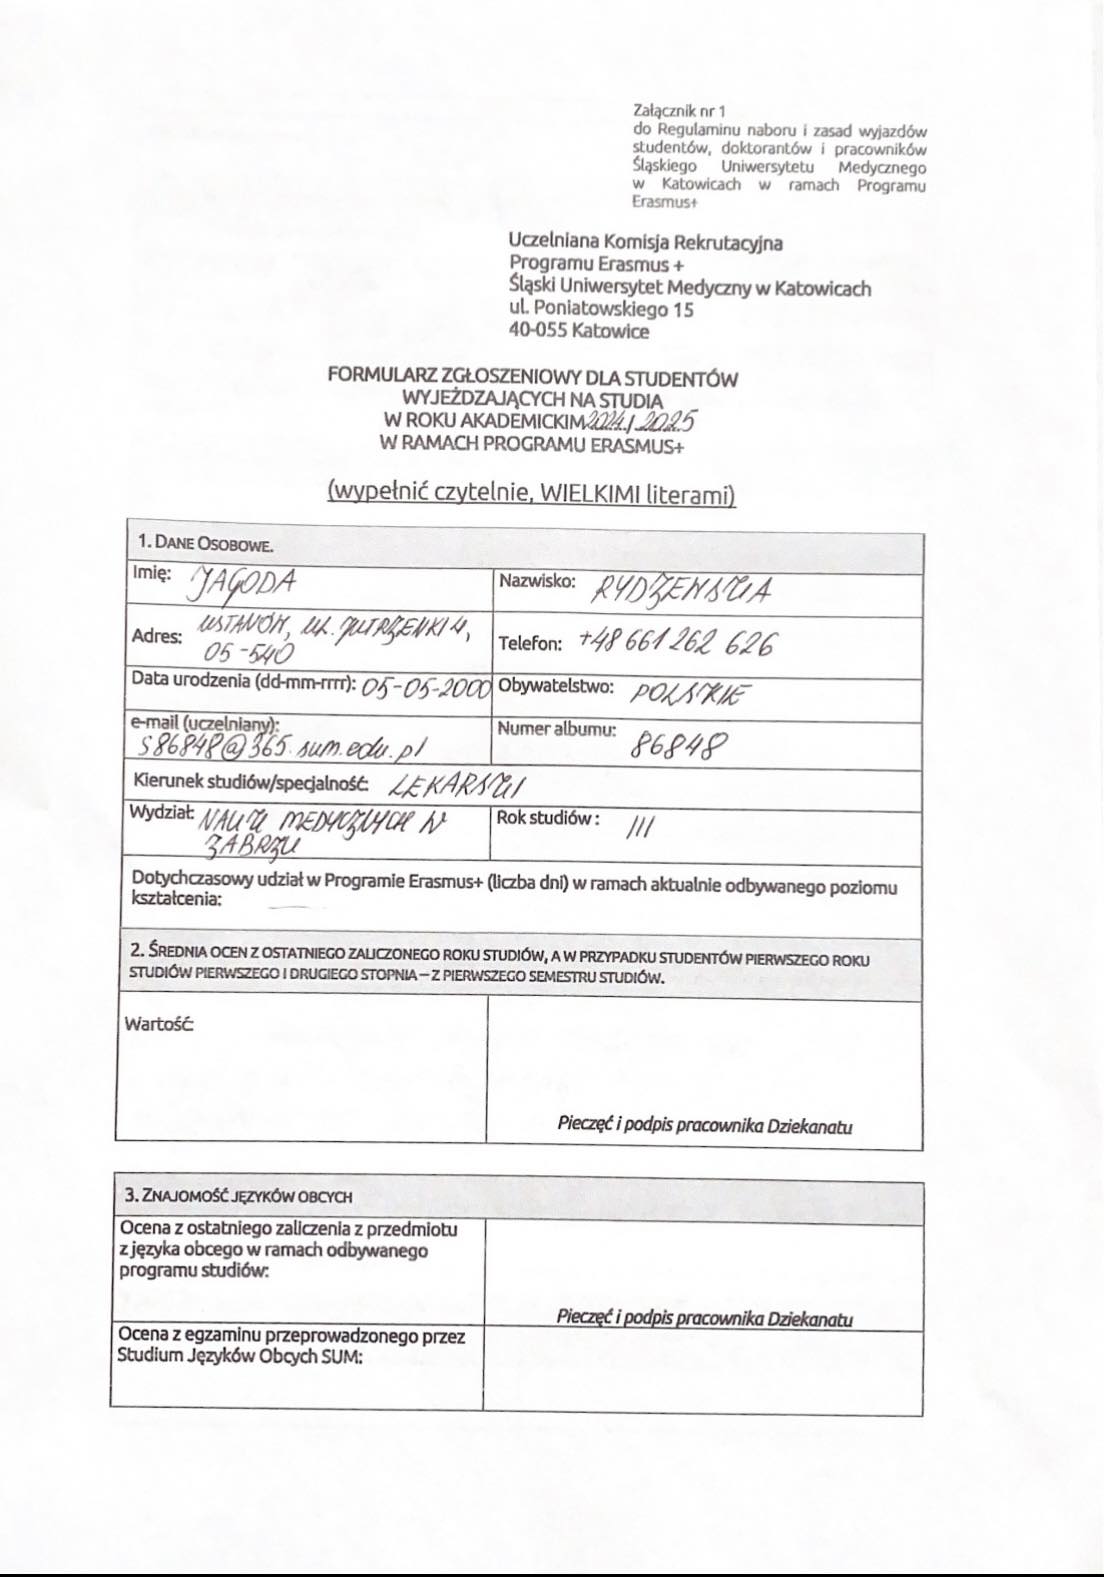 Załącznik nr 1
do Regulaminu naboru i zasad wyjazdów
studentów, doktorantów i pracowników
Śląskiego Uniwersytetu Medycznego
w Katowicach w ramach Programu
Erasmus+
Uczelniana Komisja Rekrutacyjna
Programu Erasmus +
Śląski Uniwersytet Medyczny w Katowicach
ul. Poniatowskiego 15
40-055 Katowice
FORMULARZ ZGŁOSZENIOWY DLA STUDENTÓW
WYJEŻDZAJĄCYCH NA STUDIA
W ROKU AKADEMICKIM 2024/2025
W RAMACH PROGRAMU ERASMUS+
(wypełnić czytelnie, WIELKIMI literami)
1. DANE OSOBOWE.
Imię: JAGODA
Nazwisko: RYDZEWSKA
Adres: USTANÓW, UL. JUTRZENKI 4,
05-540
Telefon: +48 661 262 626
Data urodzenia (dd-mm-rrrr): 05-05-2000
Obywatelstwo: POLSKIE
e-mail (uczelniany):
s86848@365.sum.edu.pl
Numer albumu: 86848
Kierunek studiów/specjalność: LEKARSKI
Wydział: NAUK MEDYCZNYCH W
ZABRZU
Rok studiów : III
Dotychczasowy udział w Programie Erasmus+ (liczba dni) w ramach aktualnie odbywanego poziomu
kształcenia:
2. ŚREDNIA OCEN Z OSTATNIEGO ZALICZONEGO ROKU STUDIÓW, A W PRZYPADKU STUDENTÓW PIERWSZEGO ROKU
STUDIÓW PIERWSZEGO I DRUGIEGO STOPNIA – Z PIERWSZEGO SEMESTRU STUDIÓW.
Wartość:
Pieczęć i podpis pracownika Dziekanatu
3. ZNAJOMOŚĆ JĘZYKÓW OBCYCH
Ocena z ostatniego zaliczenia z przedmiotu
z języka obcego w ramach odbywanego
programu studiów:
Pieczęć i podpis pracownika Dziekanatu
Ocena z egzaminu przeprowadzonego przez
Studium Języków Obcych SUM: